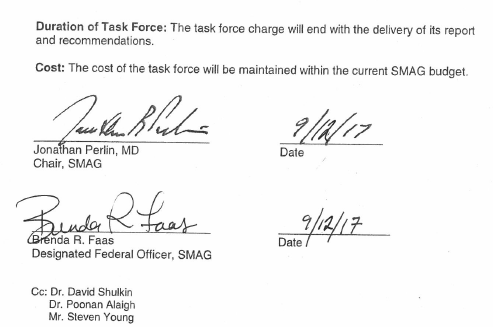 Duration of Task Force: The task force charge will end with the delivery of its report
and recommendations.
Cost: The cost of the task force will be maintained within the current SMAG budget.
Jonathan B Perlin 9/12/17
Jonathan Perlin, MD Date
Chair, SMAG
Brenda R Faas 9/12/17
Brenda R. Faas Date
Designated Federal Officer, SMAG
Cc: Dr. David Shulkin
Dr. Poonan Alaigh
Mr. Steven Young